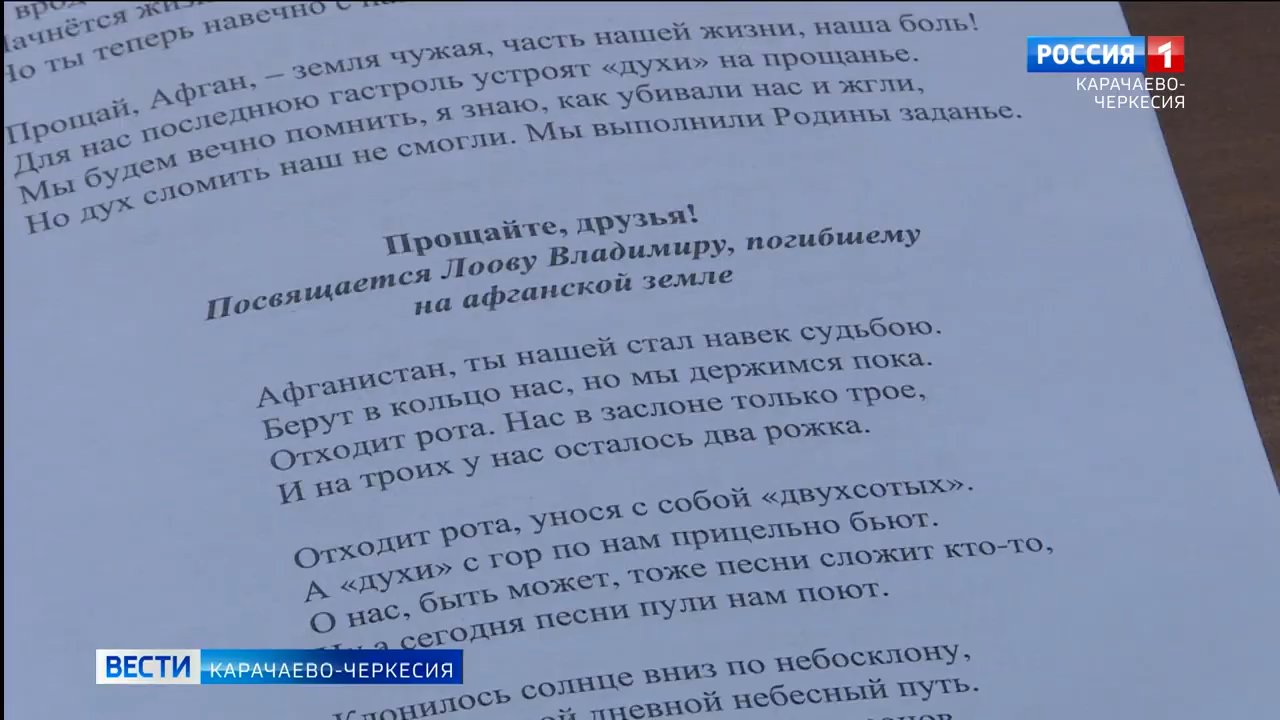 Но ты теперь навечно с
Прощай, Афган, – земля чужая, часть нашей жизни, наша боль!
Для нас последнюю гастроль устроят «духи» на прощанье.
Мы будем вечно помнить, я знаю, как убивали нас и жгли,
Но дух сломить наш не смогли. Мы выполнили Родины заданье.
Прощайте, друзья!
Посвящается Лоову Владимиру, погибшему
на афганской земле
Афганистан, ты нашей стал навек судьбою.
Берут в кольцо нас, но мы держимся пока.
Отходит рота. Нас в заслоне только трое,
И на троих у нас осталось два рожка.
Отходит рота, унося с собой «двухсотых».
А «духи» с гор по нам прицельно бьют.
О нас, быть может, тоже песни сложит кто-то,
Ну а сегодня песни пули нам поют.
Клонилось солнце вниз по небосклону,
дневной небесный путь.
РОССИЯ 1
КАРАЧАЕВО-
ЧЕРКЕСИЯ
ВЕСТИ КАРАЧАЕВО-ЧЕРКЕСИЯ